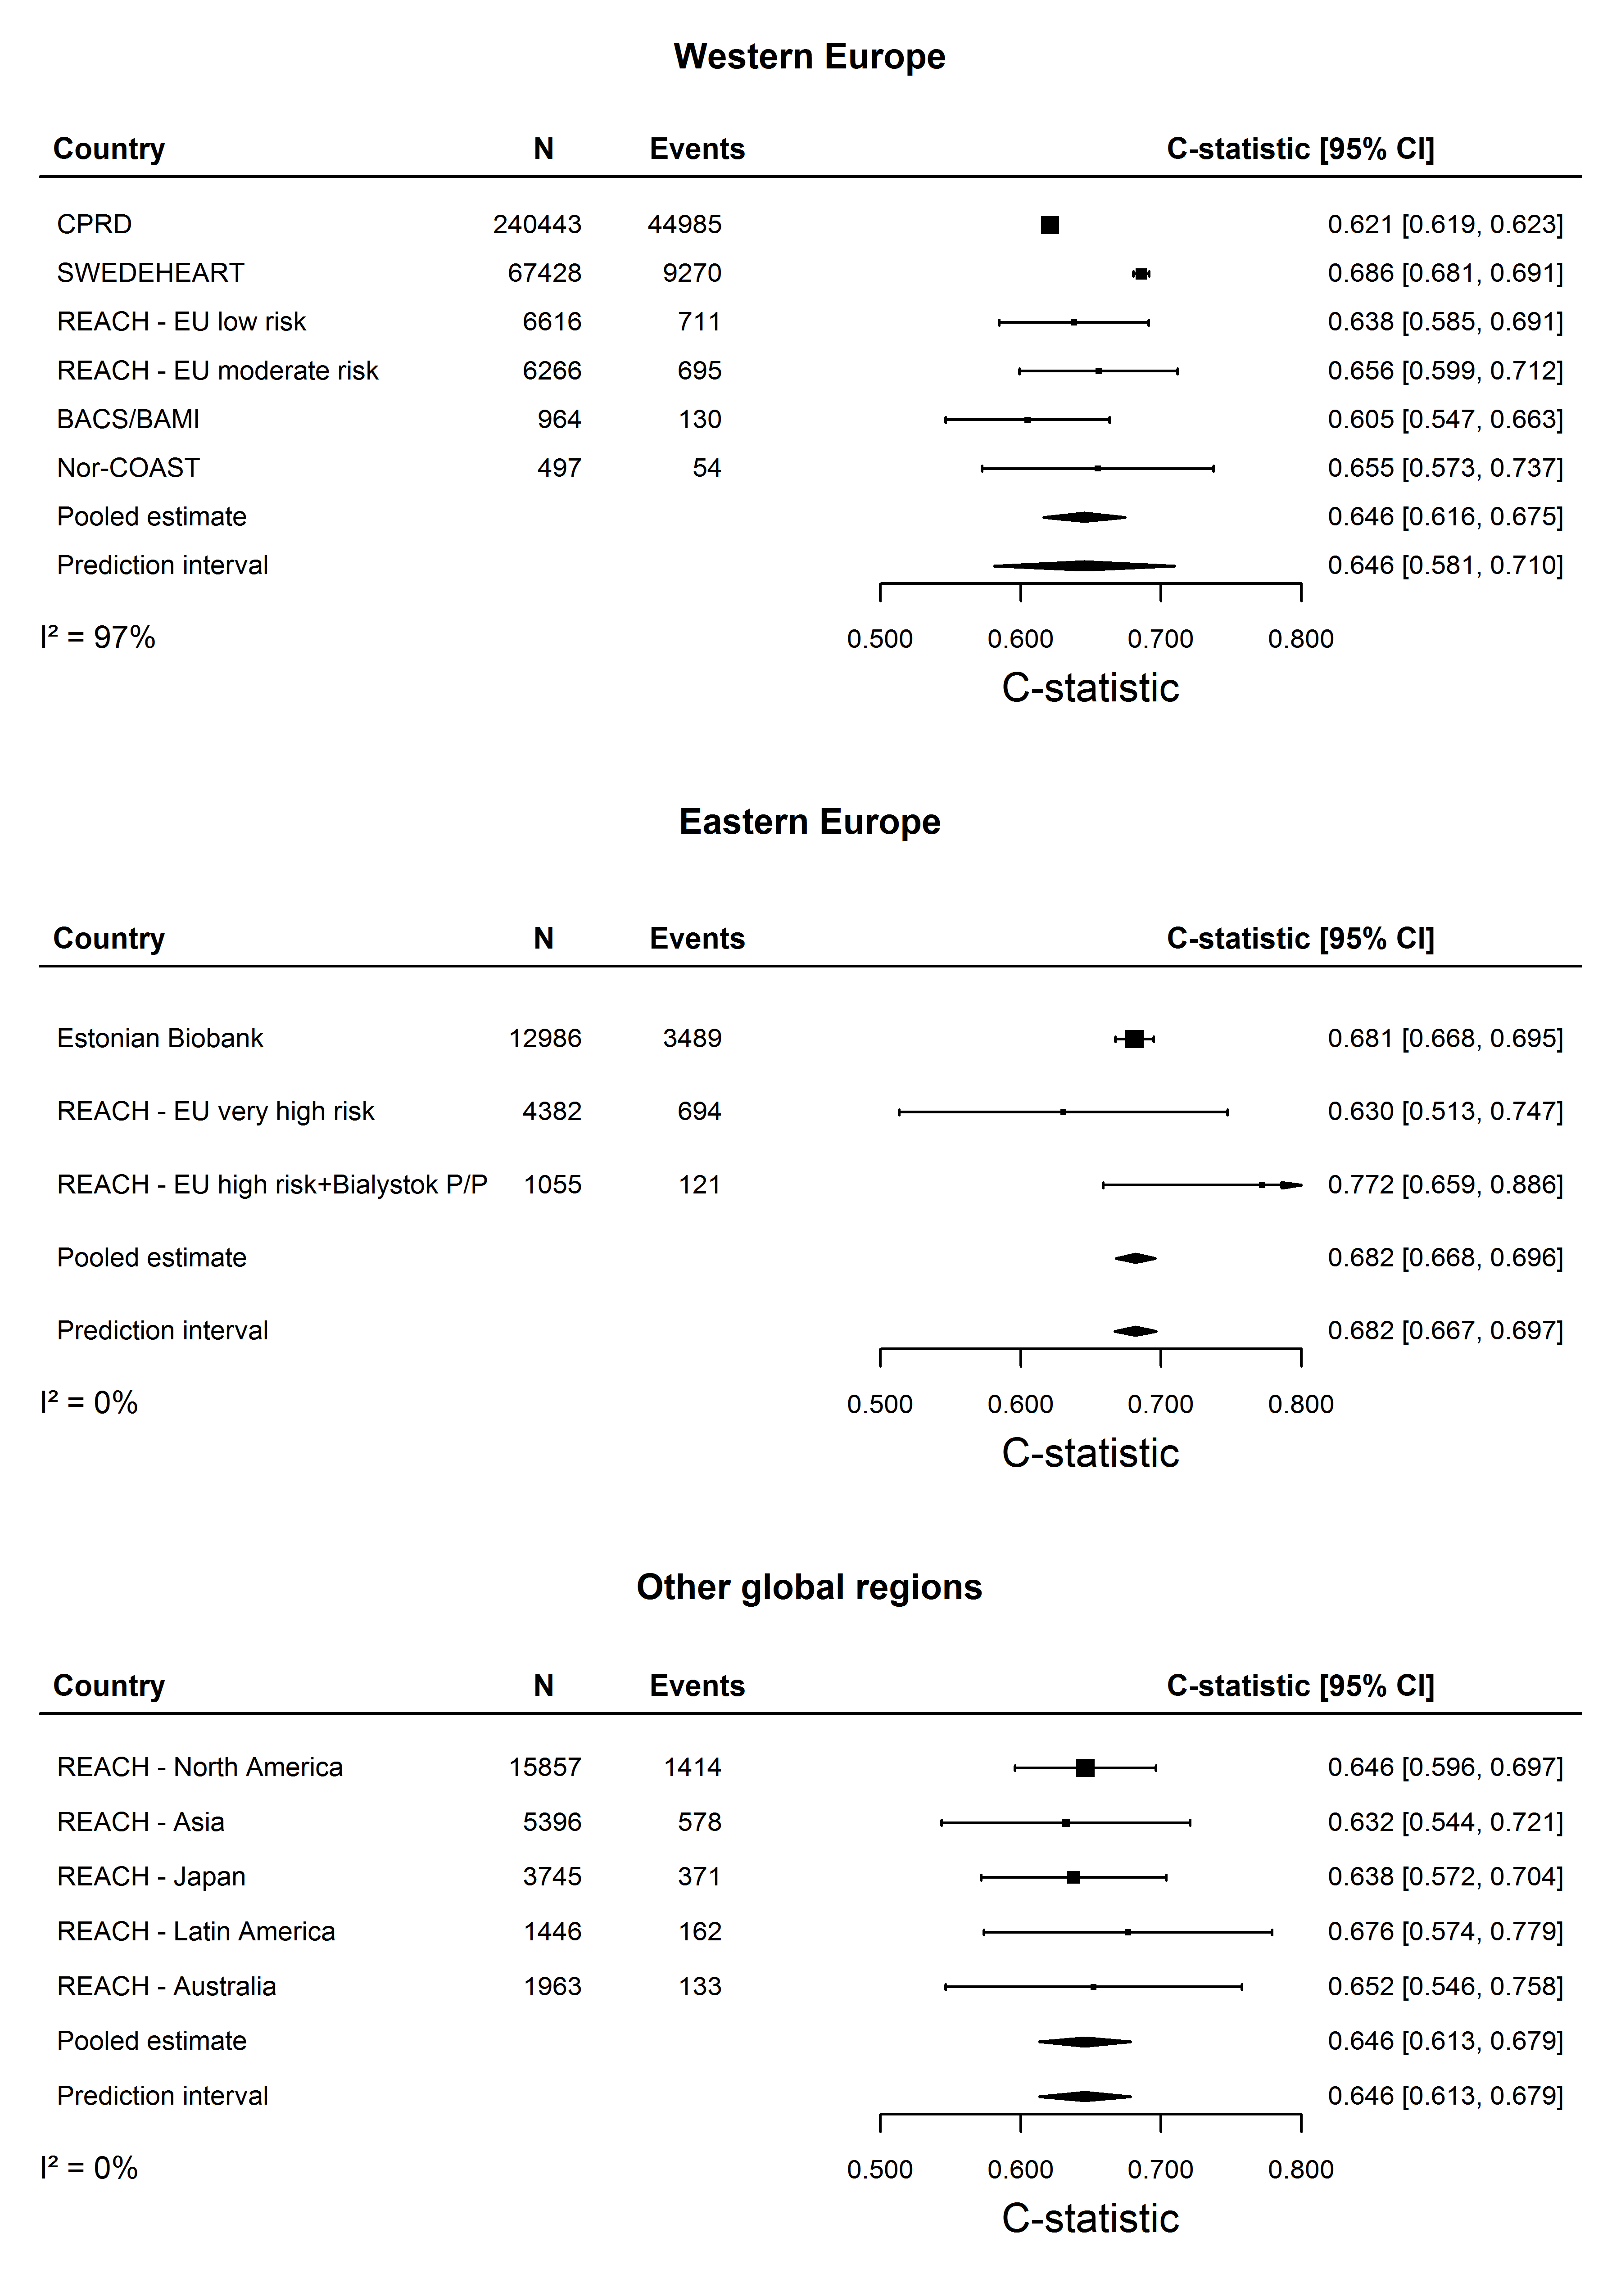 Western Europe
Country N Events C-statistic [95% CI]
CPRD 240443 44985 0.621 [0.619, 0.623]
SWEDEHEART 67428 9270 0.686 [0.681, 0.691]
REACH - EU low risk 6616 711 0.638 [0.585, 0.691]
REACH - EU moderate risk 6266 695 0.656 [0.599, 0.712]
BACS/BAMI 964 130 0.605 [0.547, 0.663]
Nor-COAST 497 54 0.655 [0.573, 0.737]
Pooled estimate 0.646 [0.616, 0.675]
Prediction interval 0.646 [0.581, 0.710]
I² = 97% 0.500 0.600 0.700 0.800
C-statistic
Eastern Europe
Country N Events C-statistic [95% CI]
Estonian Biobank 12986 3489 0.681 [0.668, 0.695]
REACH - EU very high risk 4382 694 0.630 [0.513, 0.747]
REACH - EU high risk+Bialystok P/P 1055 121 0.772 [0.659, 0.886]
Pooled estimate 0.682 [0.668, 0.696]
Prediction interval 0.682 [0.667, 0.697]
I² = 0% 0.500 0.600 0.700 0.800
C-statistic
Other global regions
Country N Events C-statistic [95% CI]
REACH - North America 15857 1414 0.646 [0.596, 0.697]
REACH - Asia 5396 578 0.632 [0.544, 0.721]
REACH - Japan 3745 371 0.638 [0.572, 0.704]
REACH - Latin America 1446 162 0.676 [0.574, 0.779]
REACH - Australia 1963 133 0.652 [0.546, 0.758]
Pooled estimate 0.646 [0.613, 0.679]
Prediction interval 0.646 [0.613, 0.679]
I² = 0% 0.500 0.600 0.700 0.800
C-statistic